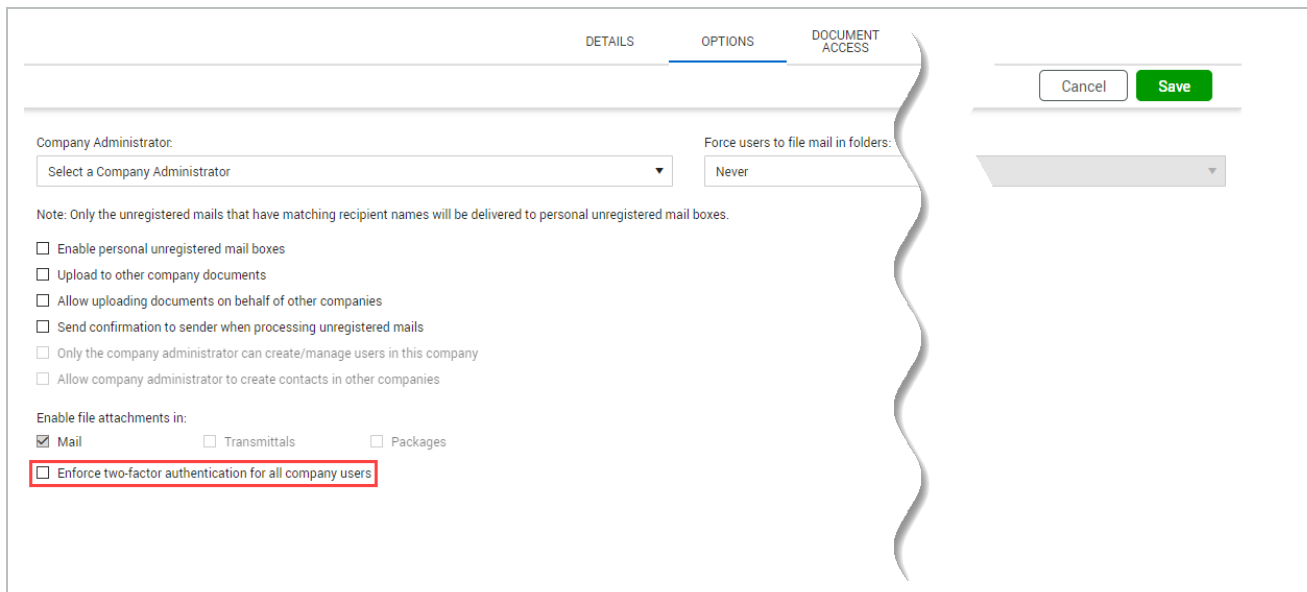 DETAILS
OPTIONS
DOCUMENT
ACCESS
Cancel
Save
Company Administrator:
Force users to file mail in folders:
Select a Company Administrator
Never
Note: Only the unregistered mails that have matching recipient names will be delivered to personal unregistered mail boxes.
Enable personal unregistered mail boxes
Upload to other company documents
Allow uploading documents on behalf of other companies
Send confirmation to sender when processing unregistered mails
Only the company administrator can create/manage users in this company
Allow company administrator to create contacts in other companies
Enable file attachments in:
Mail
Transmittals
Packages
Enforce two-factor authentication for all company users